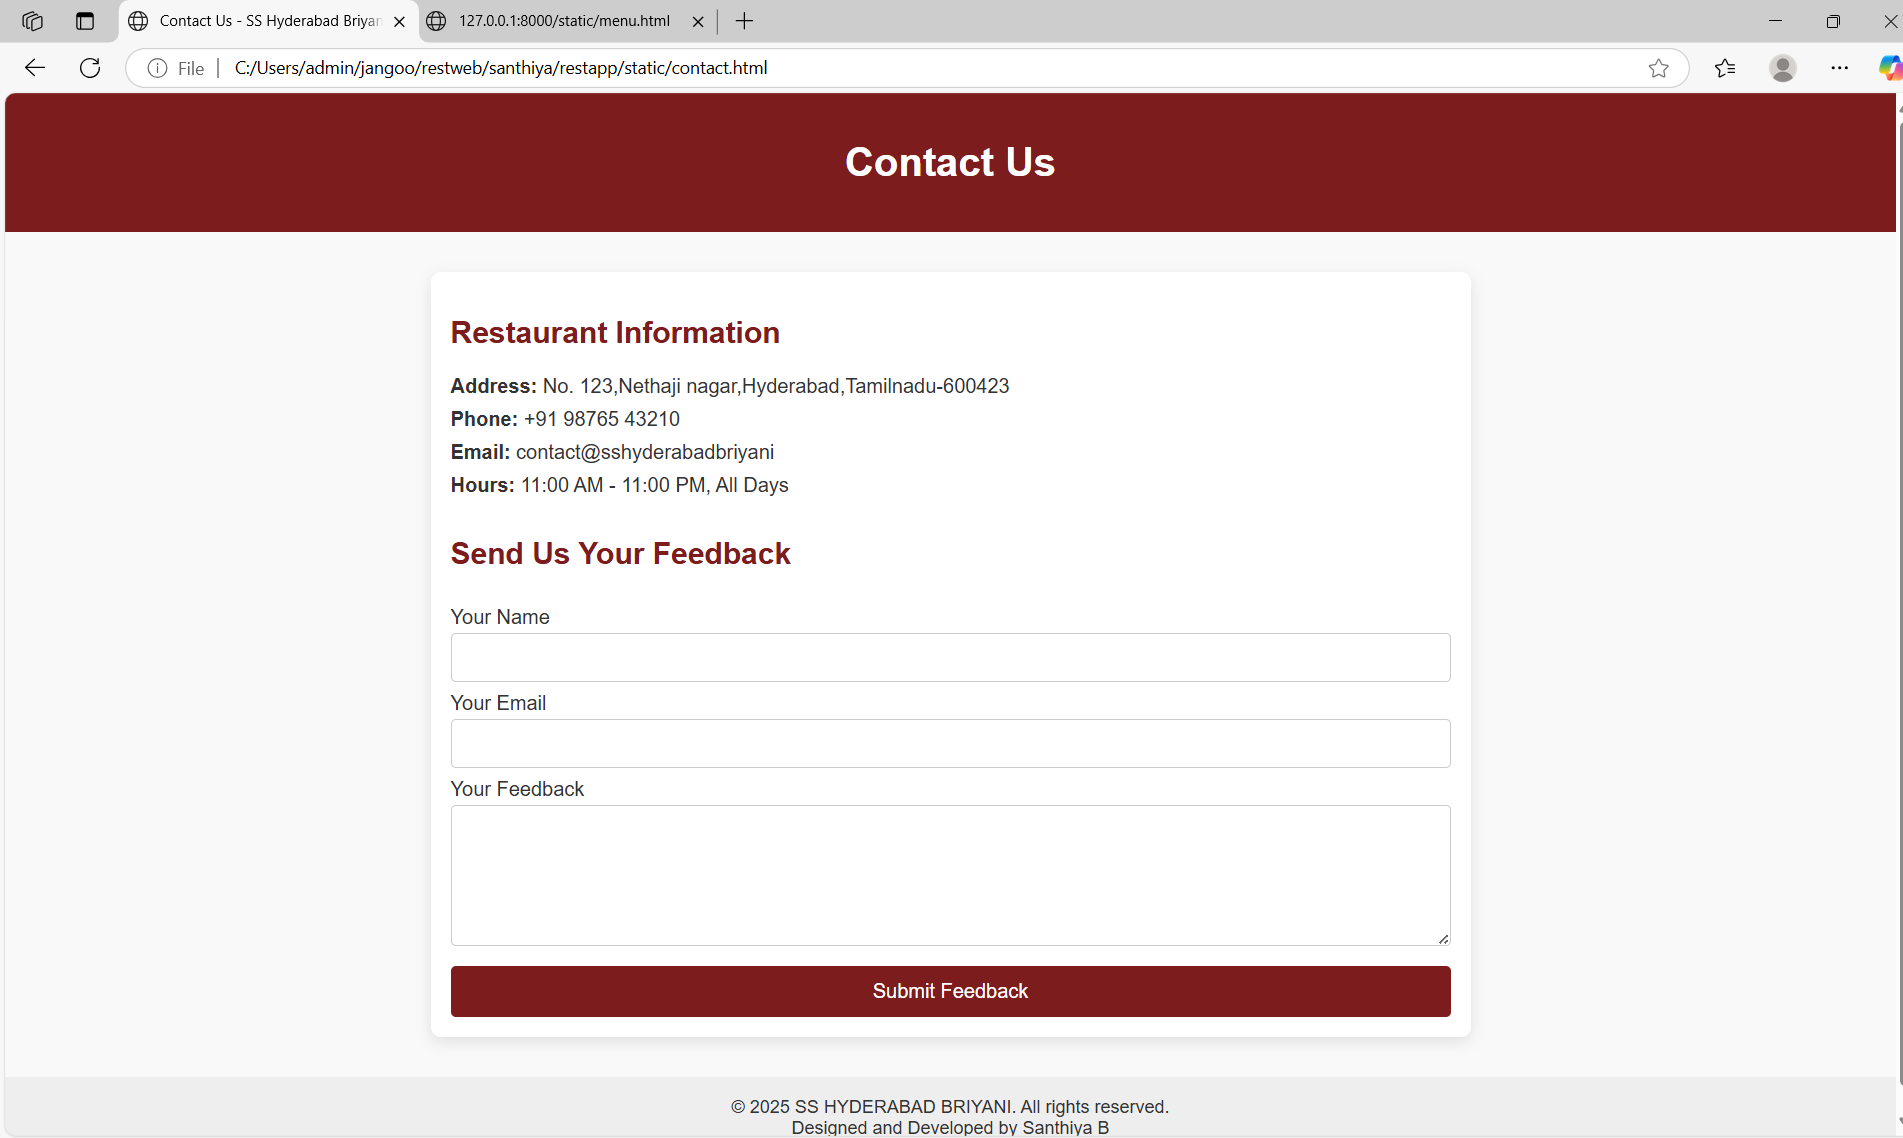 Contact Us - SS Hyderabad Briyan
127.0.0.1:8000/static/menu.html
File
C:/Users/admin/jangoo/restweb/santhiya/restapp/static/contact.html
Contact Us
Restaurant Information
Address: No. 123,Nethaji nagar,Hyderabad,Tamilnadu-600423
Phone: +91 98765 43210
Email: contact@sshyderabadbriyani
Hours: 11:00 AM - 11:00 PM, All Days
Send Us Your Feedback
Your Name
Your Email
Your Feedback
Submit Feedback
© 2025 SS HYDERABAD BRIYANI. All rights reserved.
Designed and Developed by Santhiya B